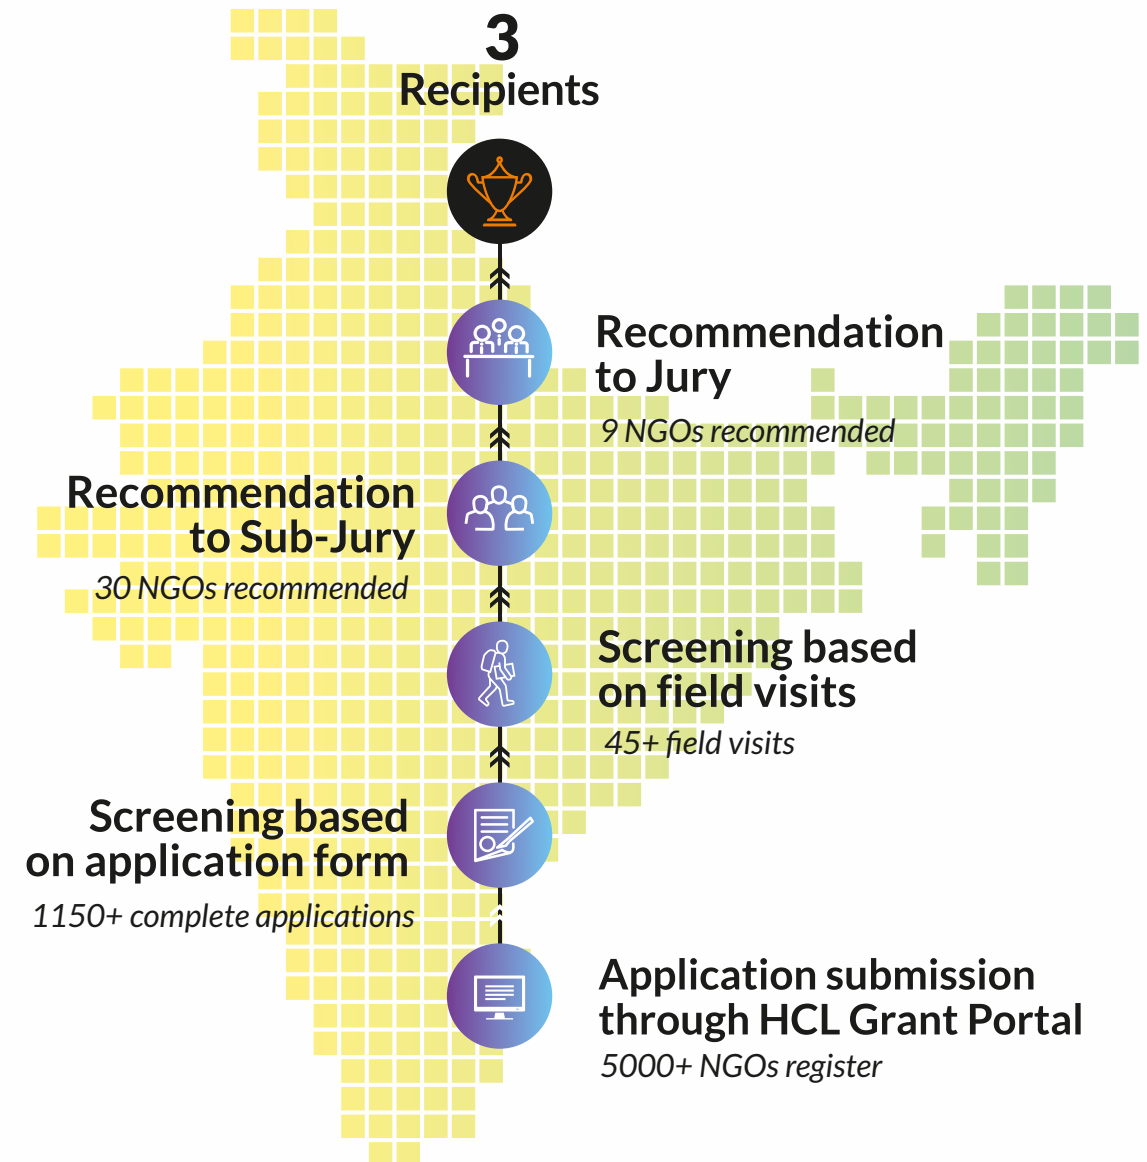 3
Recipients
Recommendation
to Jury
9 NGOs recommended
Recommendation
to Sub-Jury
30 NGOs recommended
Screening based
on field visits
45+ field visits
Screening based
on application form
1150+ complete applications
Application submission
through HCL Grant Portal
5000+ NGOs register